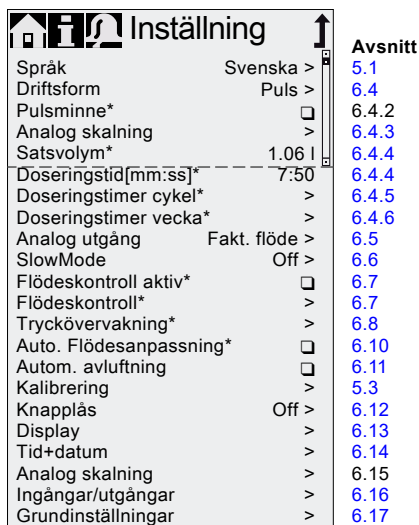 Inställning
Avsnitt
Språk Svenska > 5.1
Driftsform Puls > 6.4
Pulsminne* ❑ 6.4.2
Analog skalning > 6.4.3
Satsvolym* 1.06 l 6.4.4
Doseringstid[mm:ss]* 7:50 6.4.4
Doseringstimer cykel* > 6.4.5
Doseringstimer vecka* > 6.4.6
Analog utgång Fakt. flöde > 6.5
SlowMode Off > 6.6
Flödeskontroll aktiv* ❑ 6.7
Flödeskontroll* > 6.7
Tryckövervakning* > 6.8
Auto. Flödesanpassning* ❑ 6.10
Autom. avluftning ❑ 6.11
Kalibrering > 5.3
Knapplås Off > 6.12
Display > 6.13
Tid+datum > 6.14
Analog skalning > 6.15
Ingångar/utgångar > 6.16
Grundinställningar > 6.17